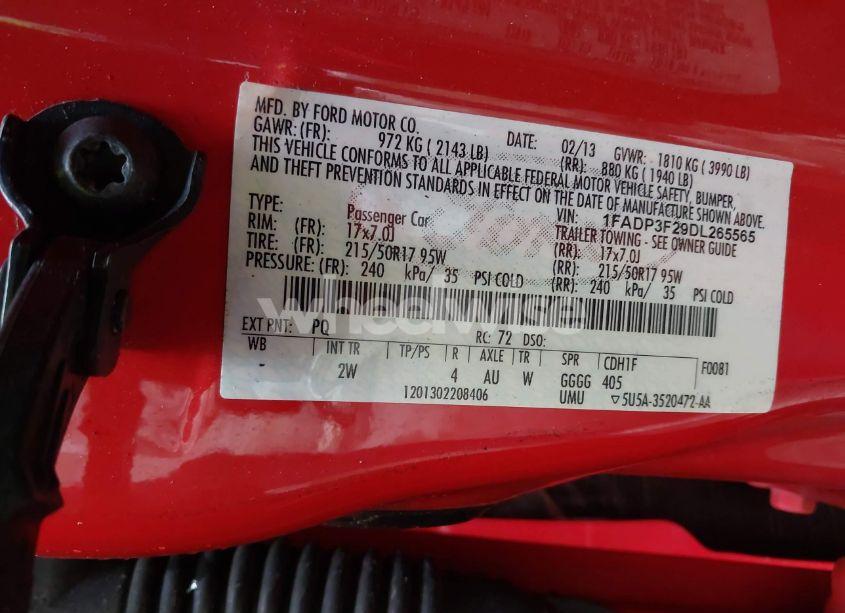 MFD. BY FORD MOTOR CO. DATE: 02/13 GVWR: 1810 KG ( 3990 LB)
GAWR: (FR): 972 KG ( 2143 LB) (RR): 880 KG ( 1940 LB)
THIS VEHICLE CONFORMS TO ALL APPLICABLE FEDERAL MOTOR VEHICLE SAFETY, BUMPER,
AND THEFT PREVENTION STANDARDS IN EFFECT ON THE DATE OF MANUFACTURE SHOWN ABOVE.
VIN: 1FADP3F29DL265565
TYPE: Passenger Car TRAILER TOWING - SEE OWNER GUIDE
RIM: (FR): 17x7.0J (RR): 17x7.0J
TIRE: (FR): 215/50R17 95W (RR): 215/50R17 95W
PRESSURE: (FR): 240 kPa/ 35 PSI COLD (RR): 240 kPa/ 35 PSI COLD
wheelwise
EXT PNT: PQ RC: 72 DSO:
WB INT TR TP/PS R AXLE TR SPR CDH1F F0081
2W 4 AU W GGGG 405
1201302208406 UMU ▽5U5A-3520472-AA